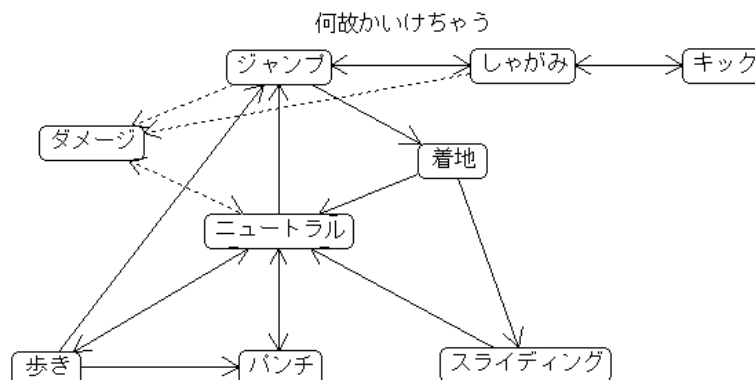 何故かいけちゃう
ジャンプ
しゃがみ
キック
ダメージ
着地
ニュートラル
歩き
パンチ
スライディング